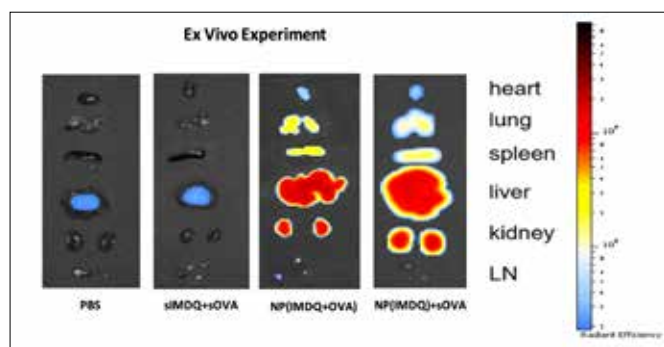 Ex Vivo Experiment
heart
lung
spleen
liver
kidney
LN
PBS
sIMDQ+sOVA
NP(IMDQ+OVA)
NP(IMDQ)+sOVA
Radiant Efficiency